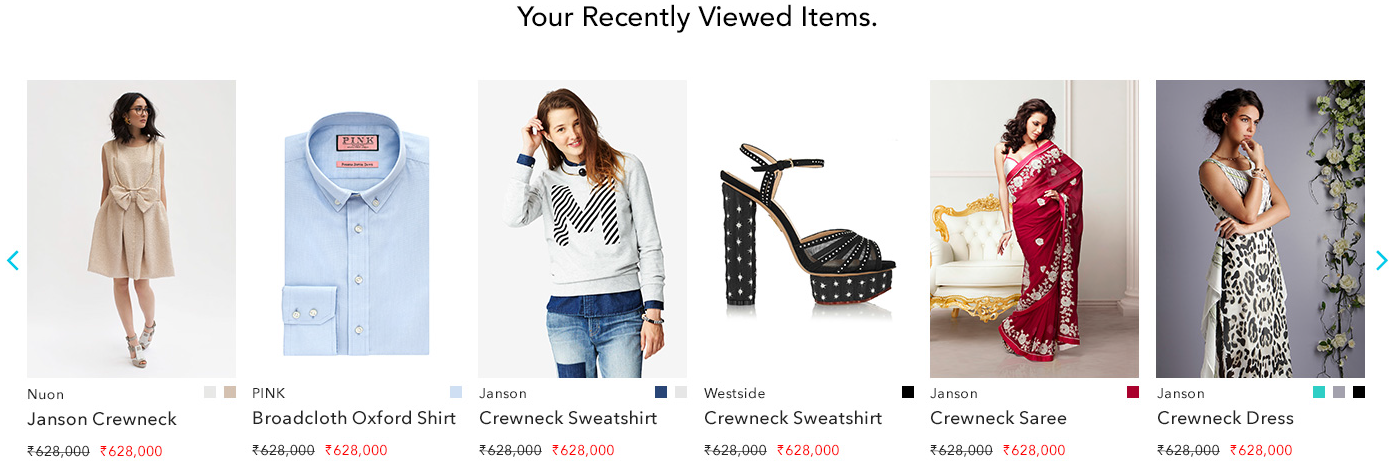 Your Recently Viewed Items.
PINK
Nuon
Janson Crewneck
₹628,000 ₹628,000
PINK
Broadcloth Oxford Shirt
₹628,000 ₹628,000
M
Janson
Crewneck Sweatshirt
₹628,000 ₹628,000
Westside
Crewneck Sweatshirt
₹628,000 ₹628,000
Janson
Crewneck Saree
₹628,000 ₹628,000
Janson
Crewneck Dress
₹628,000 ₹628,000